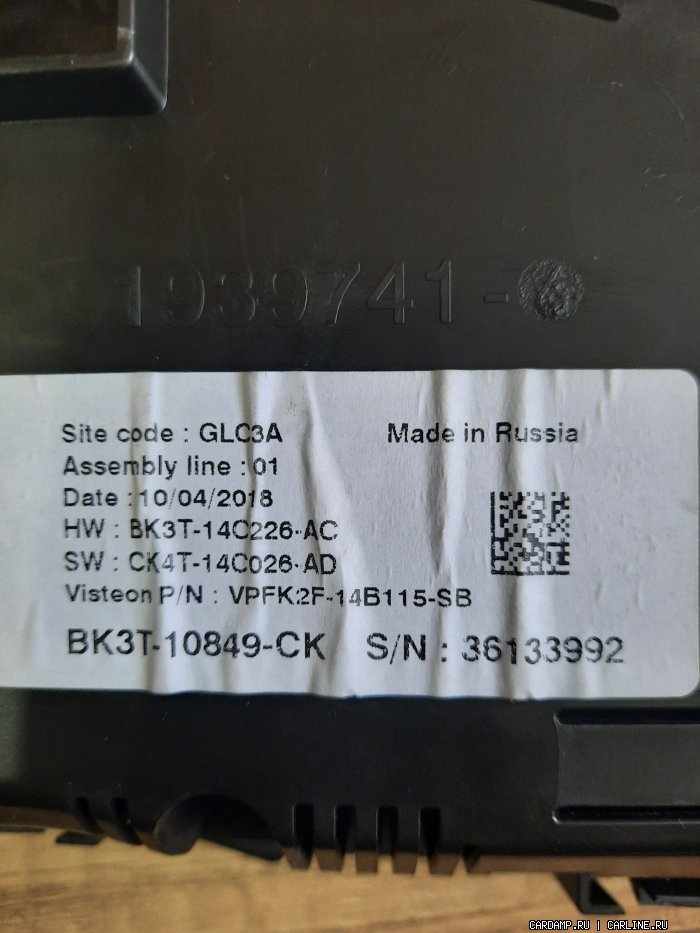 1939741-
Site code : GLC3A
Made in Russia
Assembly line : 01
Date : 10/04/2018
HW : BK3T-14C226-AC
SW : CK4T-14C026-AD
Visteon P/N : VPFK2F-14B115-SB
BK3T-10849-CK S/N : 36133992
CARDAMP.RU | CARLINE.RU